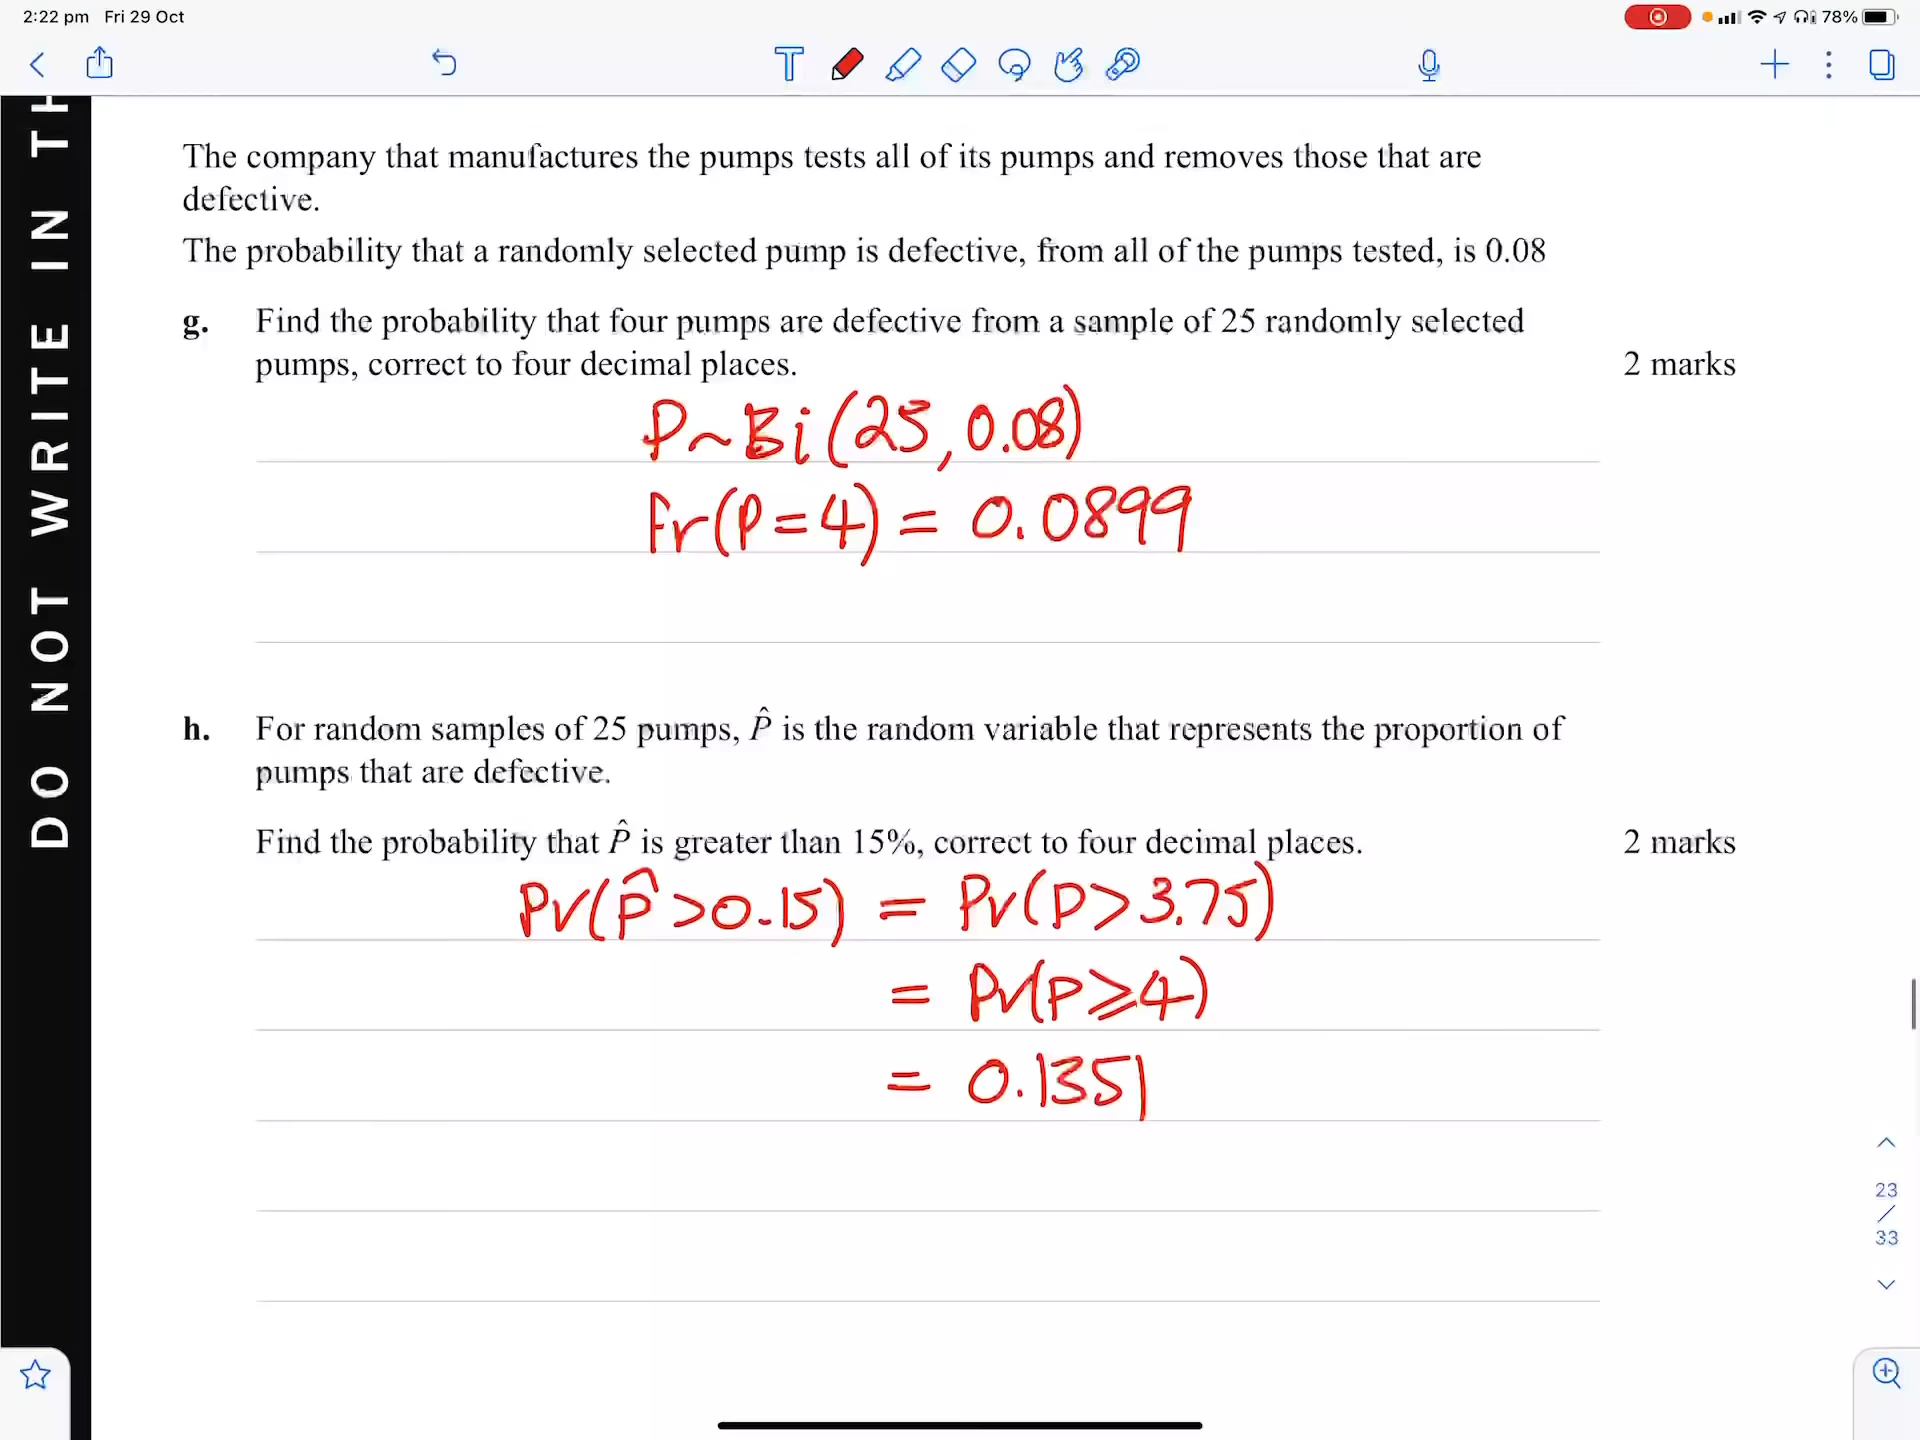 2:22 pm Fri 29 Oct 78%
T
DO NOT WRITE IN TH
The company that manufactures the pumps tests all of its pumps and removes those that are
defective.
The probability that a randomly selected pump is defective, from all of the pumps tested, is 0.08
g. Find the probability that four pumps are defective from a sample of 25 randomly selected
pumps, correct to four decimal places. 2 marks
P~Bi(25,0.08)
Pr(P=4) = 0.0899
h. For random samples of 25 pumps, P̂ is the random variable that represents the proportion of
pumps that are defective.
Find the probability that P̂ is greater than 15%, correct to four decimal places. 2 marks
Pr(p̂>0.15) = Pr(P>3.75)
= Pr(P≥4)
= 0.1351
23
/
33